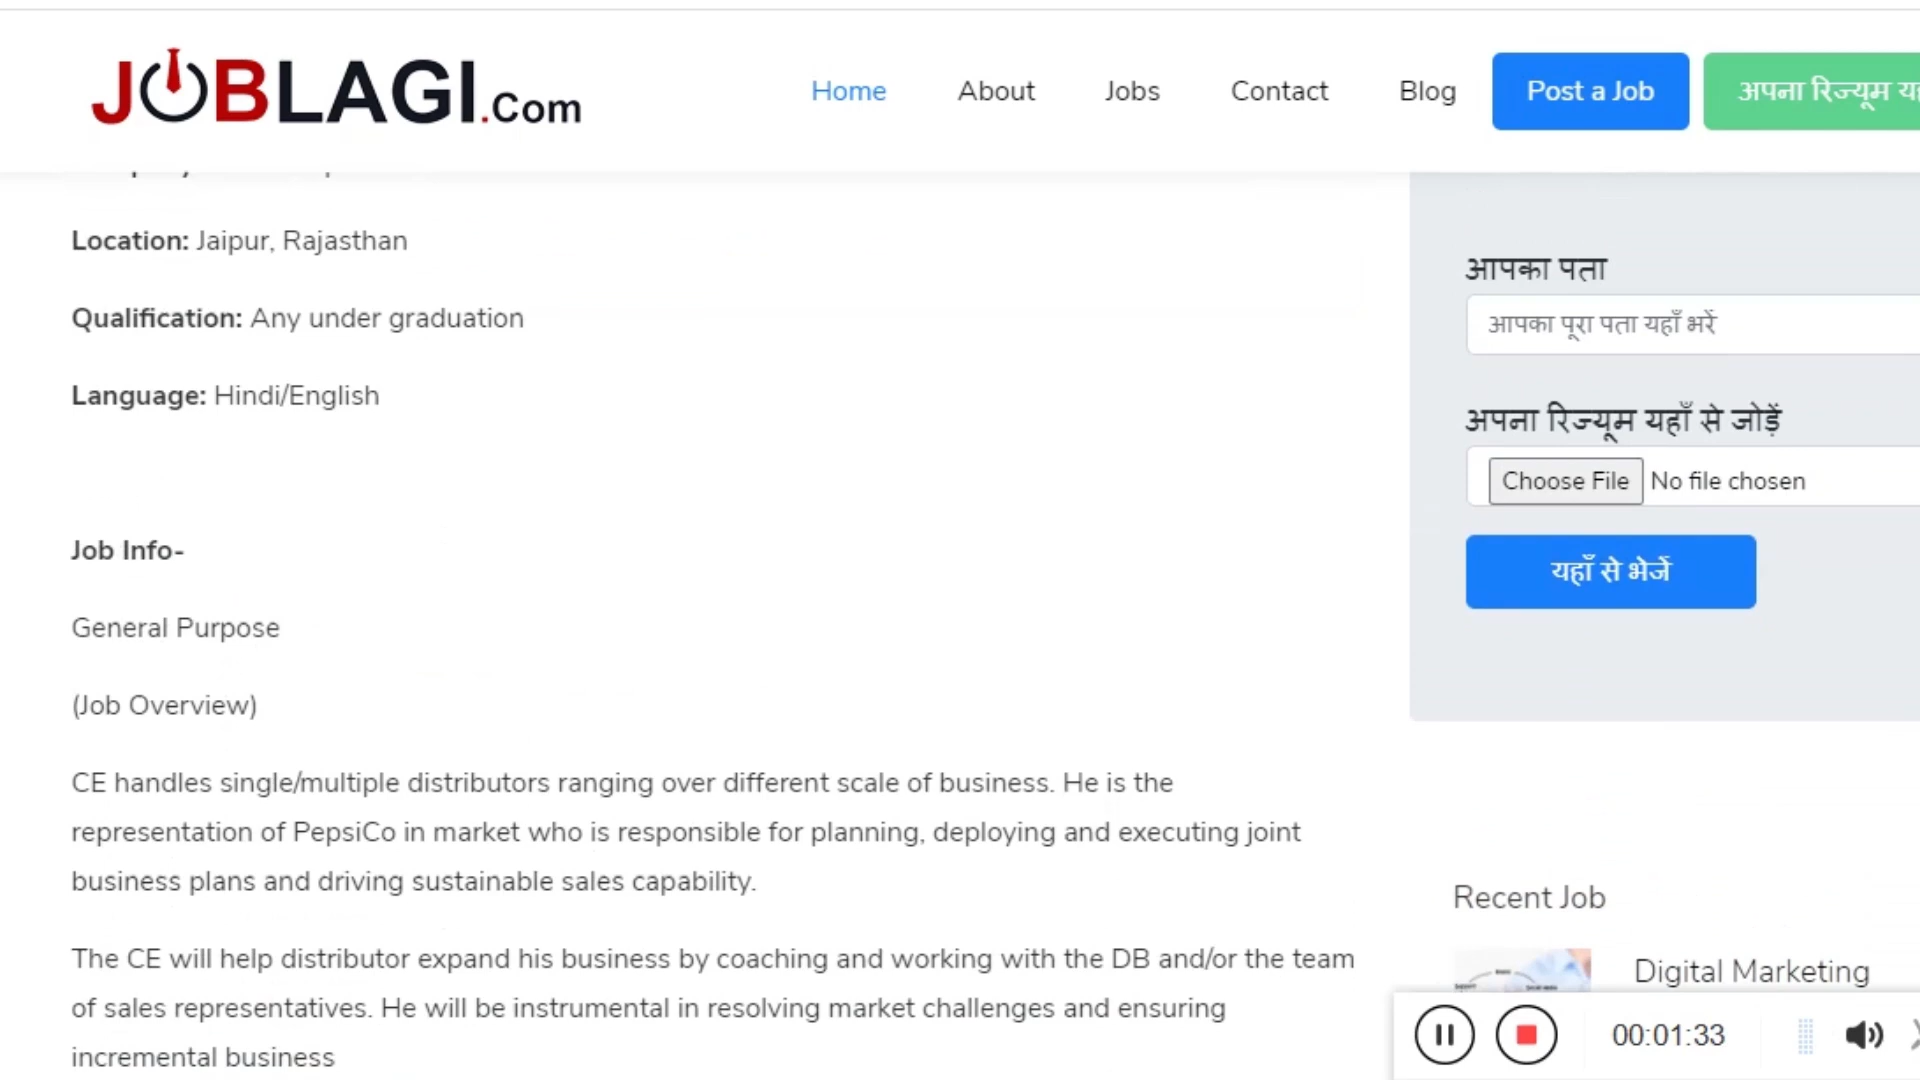 JOBLAGI.Com
Home About Jobs Contact Blog Post a Job अपना रिज्यूम
Location: Jaipur, Rajasthan
Qualification: Any under graduation
Language: Hindi/English
Job Info-
General Purpose
(Job Overview)
CE handles single/multiple distributors ranging over different scale of business. He is the
representation of PepsiCo in market who is responsible for planning, deploying and executing joint
business plans and driving sustainable sales capability.
The CE will help distributor expand his business by coaching and working with the DB and/or the team
of sales representatives. He will be instrumental in resolving market challenges and ensuring
incremental business
आपका पता
आपका पूरा पता यहाँ भरें
अपना रिज्यूम यहाँ से जोड़ें
Choose File No file chosen
यहाँ से भेजें
Recent Job
Digital Marketing
00:01:33